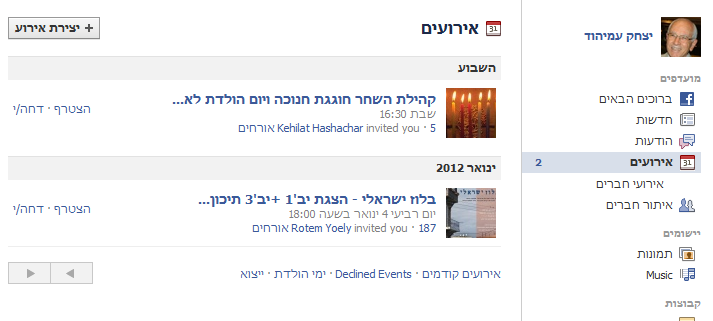 יצחק עמיהוד
מועדפים
ברוכים הבאים
חדשות
הודעות
אירועים 2
אירועי חברים
איתור חברים
יישומים
תמונות
Music
קבוצות
31 אירועים
+ יצירת אירוע
השבוע
קהילת השחר חוגגת חנוכה ויום הולדת לא...
שבת 16:30
Kehilat Hashachar invited you · 5 אורחים
הצטרף · דחה/י
ינואר 2012
בלוז ישראלי - הצגת יב'1 +יב'3 תיכון...
יום רביעי 4 ינואר בשעה 18:00
Rotem Yoely invited you · 187 אורחים
הצטרף · דחה/י
אירועים קודמים · Declined Events · ימי הולדת · ייצוא